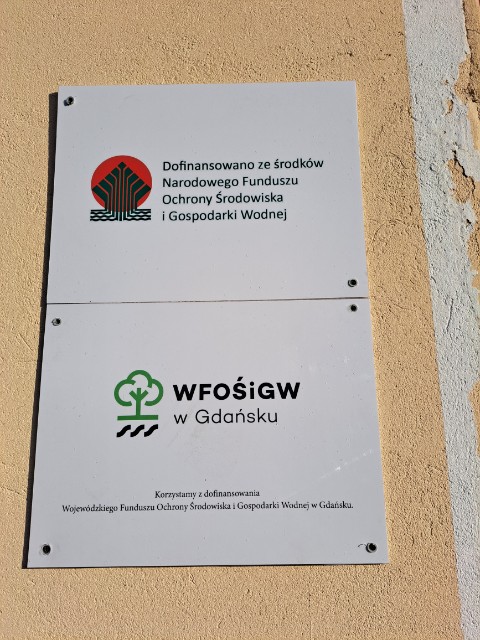 Dofinansowano ze środków
Narodowego Funduszu
Ochrony Środowiska
i Gospodarki Wodnej
WFOŚiGW
w Gdańsku
Korzystamy z dofinansowania
Wojewódzkiego Funduszu Ochrony Środowiska i Gospodarki Wodnej w Gdańsku.